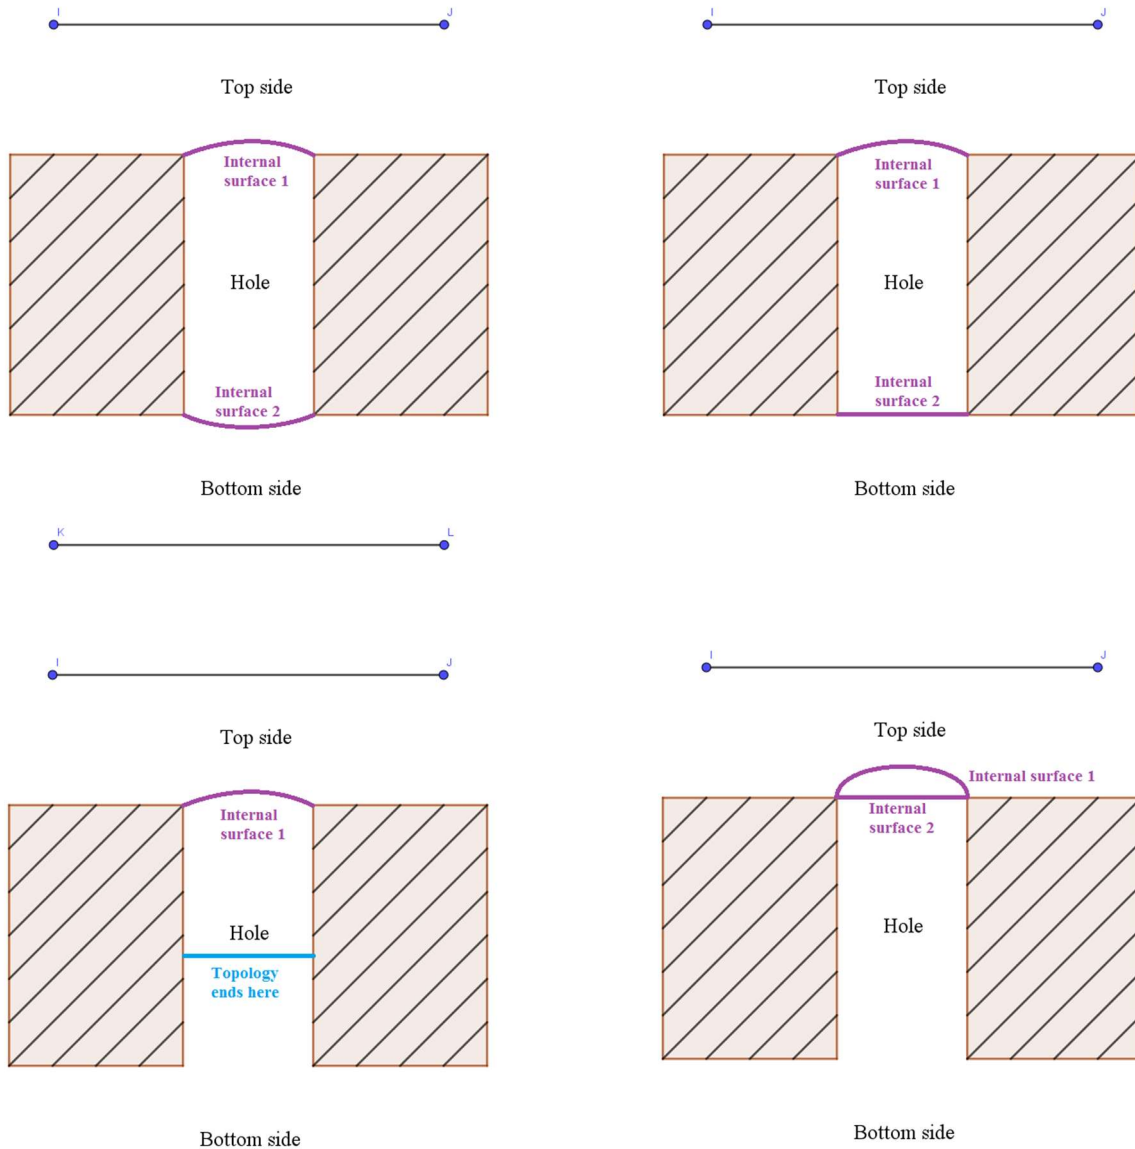 I J
Top side
Internal
surface 1
Hole
Internal
surface 2
Bottom side
K L
I J
Top side
Internal
surface 1
Hole
Internal
surface 2
Bottom side
I J
Top side
Internal
surface 1
Hole
Topology
ends here
Bottom side
I J
Top side
Internal surface 1
Internal
surface 2
Hole
Bottom side